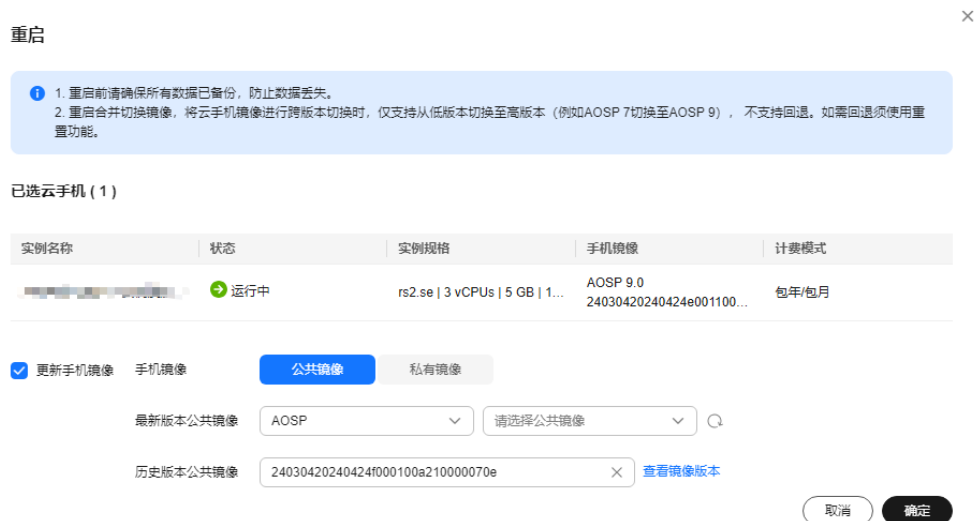 重启
1. 重启前请确保所有数据已备份，防止数据丢失。
2. 重启合并切换镜像，将云手机镜像进行跨版本切换时，仅支持从低版本切换至高版本（例如AOSP 7切换至AOSP 9），不支持回退。如需回退须使用重
置功能。
已选云手机 ( 1 )
实例名称 状态 实例规格 手机镜像 计费模式
运行中 rs2.se | 3 vCPUs | 5 GB | 1... AOSP 9.0 包年/包月
24030420240424e001100...
更新手机镜像 手机镜像 公共镜像 私有镜像
最新版本公共镜像 AOSP 请选择公共镜像
历史版本公共镜像 24030420240424f000100a210000070e 查看镜像版本
取消 确定